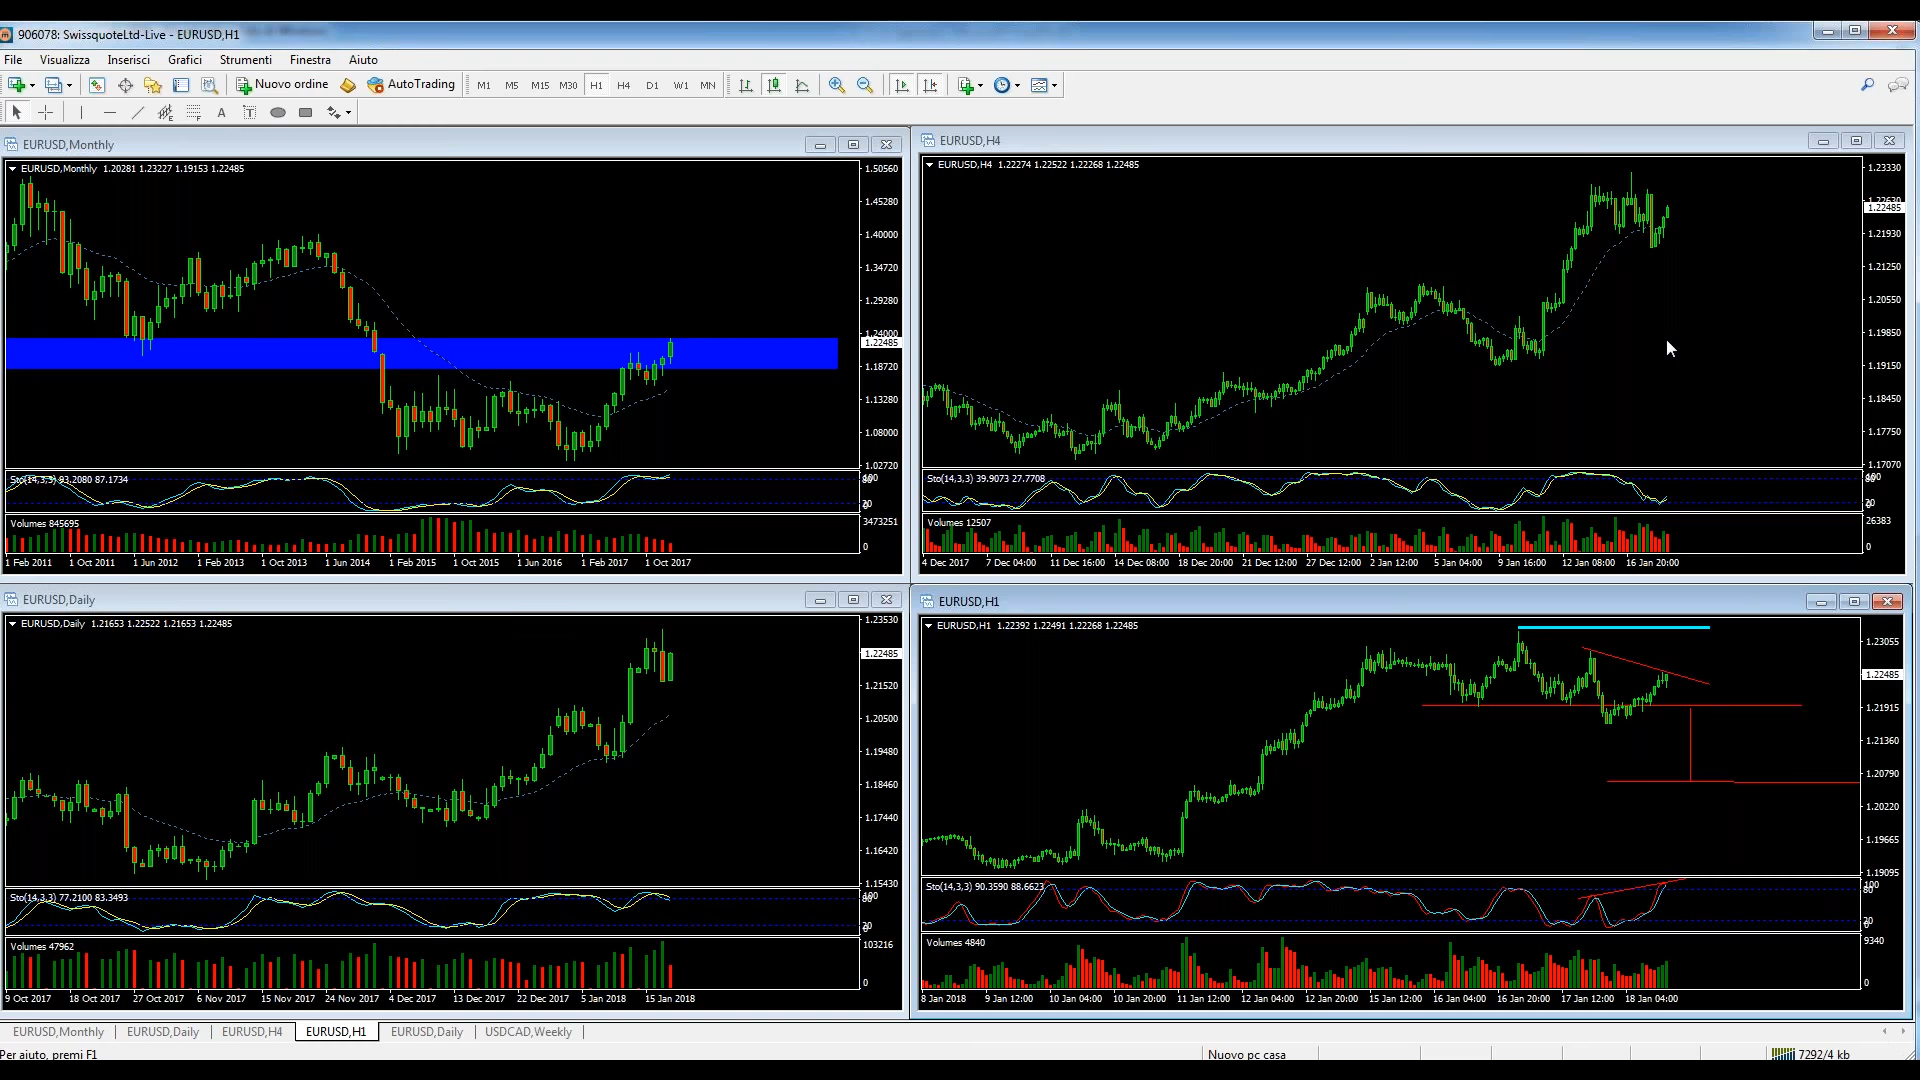 906078: SwissquoteLtd-Live - EURUSD,H1
File Visualizza Inserisci Grafici Strumenti Finestra Aiuto
Nuovo ordine AutoTrading M1 M5 M15 M30 H1 H4 D1 W1 MN
A T
EURUSD,Monthly
EURUSD,Monthly 1.20281 1.23227 1.19153 1.22485
1.50560
1.45280
1.40000
1.34720
1.29280
1.24000
1.22485
1.18720
1.13280
1.08000
1.02720
Sto(14,3,3) 93.2080 87.1734
Volumes 845695
3473251
0
1 Feb 2011 1 Oct 2011 1 Jun 2012 1 Feb 2013 1 Oct 2013 1 Jun 2014 1 Feb 2015 1 Oct 2015 1 Jun 2016 1 Feb 2017 1 Oct 2017
EURUSD,H4
EURUSD,H4 1.22274 1.22522 1.22268 1.22485
1.23330
1.22630
1.22485
1.21930
1.21250
1.20550
1.19850
1.19150
1.18450
1.17750
1.17070
Sto(14,3,3) 39.9073 27.7708
Volumes 12507
26383
0
4 Dec 2017 7 Dec 04:00 11 Dec 16:00 14 Dec 08:00 18 Dec 20:00 21 Dec 12:00 27 Dec 12:00 2 Jan 12:00 5 Jan 04:00 9 Jan 16:00 12 Jan 08:00 16 Jan 20:00
EURUSD,Daily
EURUSD,Daily 1.21653 1.22522 1.21653 1.22485
1.23530
1.22485
1.21520
1.20500
1.19480
1.18460
1.17440
1.16420
1.15430
Sto(14,3,3) 77.2100 83.3493
100
80
20
0
Volumes 47962
103216
0
9 Oct 2017 18 Oct 2017 27 Oct 2017 6 Nov 2017 15 Nov 2017 24 Nov 2017 4 Dec 2017 13 Dec 2017 22 Dec 2017 5 Jan 2018 15 Jan 2018
EURUSD,H1
EURUSD,H1 1.22392 1.22491 1.22268 1.22485
1.23055
1.22485
1.21915
1.21360
1.20790
1.20220
1.19665
1.19095
Sto(14,3,3) 90.3590 88.6623
100
80
20
0
Volumes 4840
9340
0
8 Jan 2018 9 Jan 12:00 10 Jan 04:00 10 Jan 20:00 11 Jan 12:00 12 Jan 04:00 12 Jan 20:00 15 Jan 12:00 16 Jan 04:00 16 Jan 20:00 17 Jan 12:00 18 Jan 04:00
EURUSD,Monthly EURUSD,Daily EURUSD,H4 EURUSD,H1 EURUSD,Daily USDCAD,Weekly
Per aiuto, premi F1 Nuovo pc casa 7292/4 kb